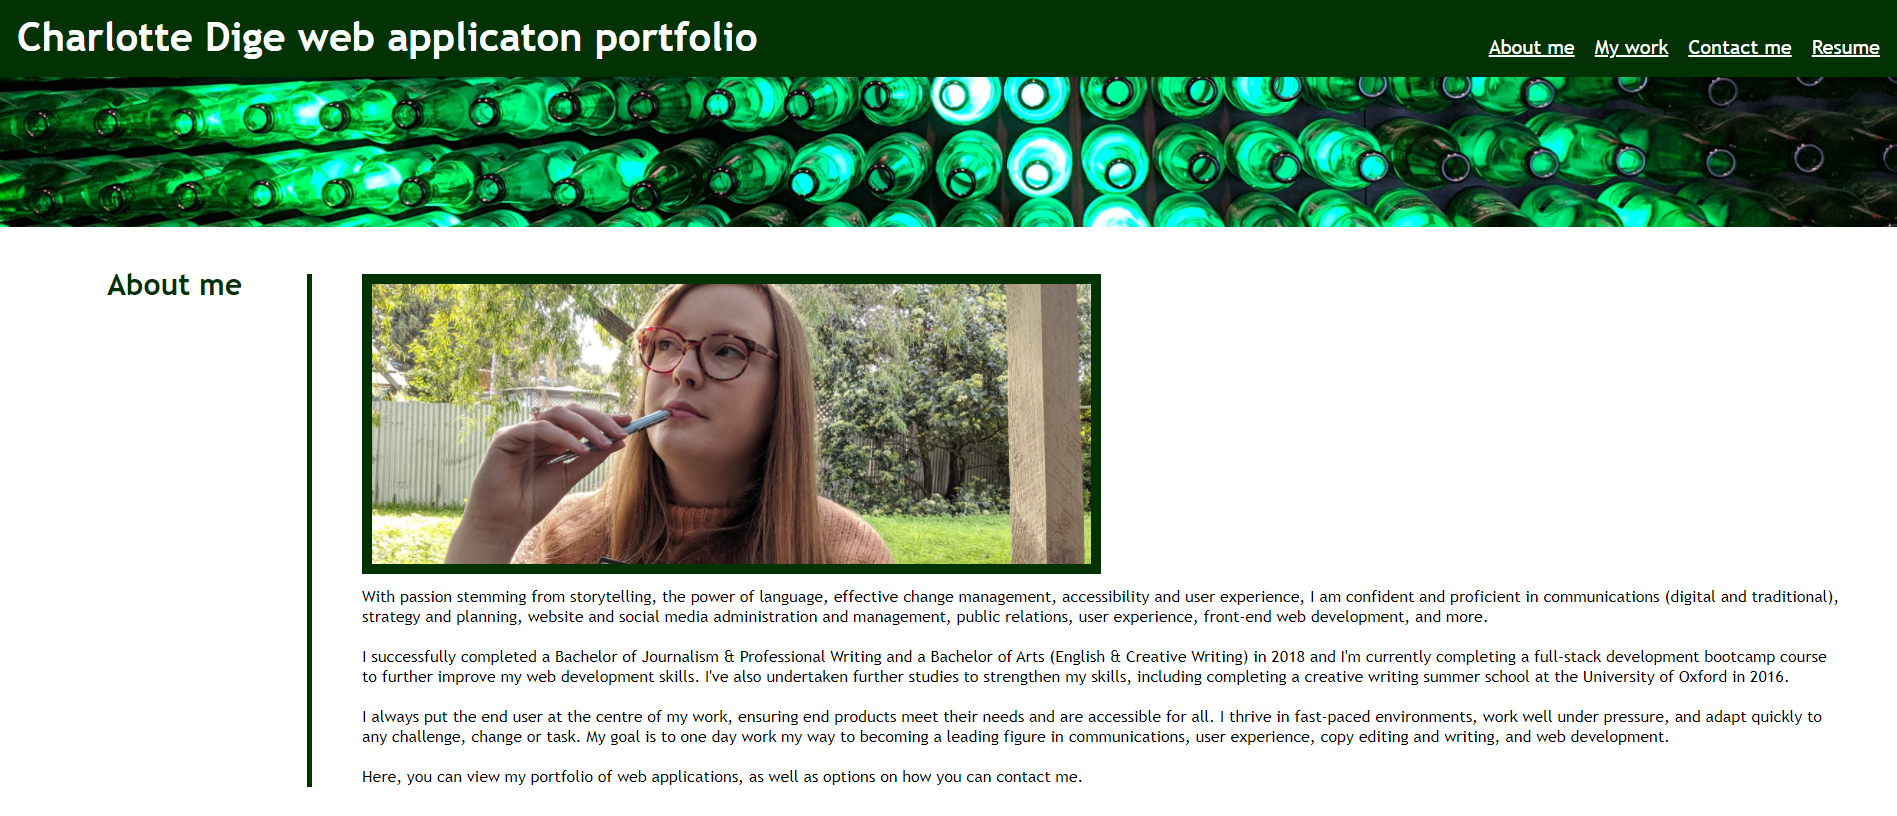 Charlotte Dige web applicaton portfolio
About me My work Contact me Resume
About me
With passion stemming from storytelling, the power of language, effective change management, accessibility and user experience, I am confident and proficient in communications (digital and traditional),
strategy and planning, website and social media administration and management, public relations, user experience, front-end web development, and more.
I successfully completed a Bachelor of Journalism & Professional Writing and a Bachelor of Arts (English & Creative Writing) in 2018 and I'm currently completing a full-stack development bootcamp course
to further improve my web development skills. I've also undertaken further studies to strengthen my skills, including completing a creative writing summer school at the University of Oxford in 2016.
I always put the end user at the centre of my work, ensuring end products meet their needs and are accessible for all. I thrive in fast-paced environments, work well under pressure, and adapt quickly to
any challenge, change or task. My goal is to one day work my way to becoming a leading figure in communications, user experience, copy editing and writing, and web development.
Here, you can view my portfolio of web applications, as well as options on how you can contact me.